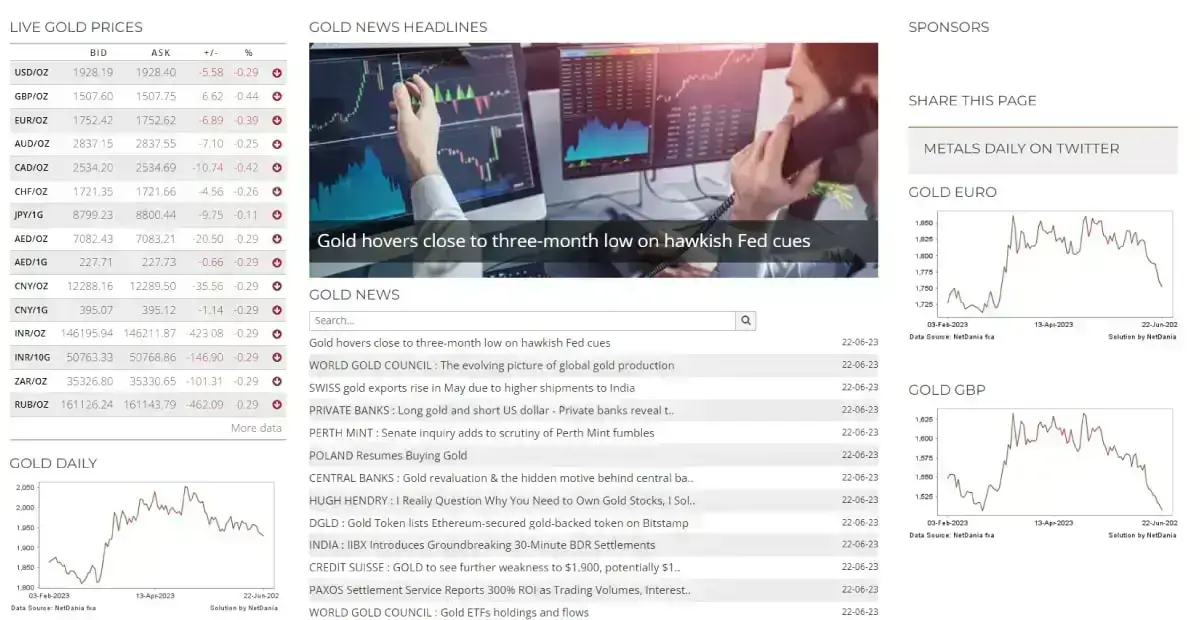 LIVE GOLD PRICES
BID ASK +/- %
USD/OZ 1928.19 1928.40 -5.58 -0.29
GBP/OZ 1507.60 1507.75 6.62 -0.44
EUR/OZ 1752.42 1752.62 -6.89 -0.39
AUD/OZ 2837.15 2837.55 -7.10 -0.25
CAD/OZ 2534.20 2534.69 -10.74 -0.42
CHF/OZ 1721.35 1721.66 -4.56 -0.26
JPY/1G 8799.23 8800.44 -9.75 -0.11
AED/OZ 7082.43 7083.21 -20.50 -0.29
AED/1G 227.71 227.73 -0.66 -0.29
CNY/OZ 12288.16 12289.50 -35.56 -0.29
CNY/1G 395.07 395.12 -1.14 -0.29
INR/OZ 146195.94 146211.87 -423.08 -0.29
INR/10G 50763.33 50768.86 -146.90 -0.29
ZAR/OZ 35326.80 35330.65 -101.31 -0.29
RUB/OZ 161126.24 161143.79 -462.09 0.29
More data
GOLD DAILY
2,050
2,000
1,950
1,900
1,850
1,800
03-Feb-2023 13-Apr-2023 22-Jun-202
Data Source: NetDania fxa Solution by NetDania
GOLD NEWS HEADLINES
Gold hovers close to three-month low on hawkish Fed cues
GOLD NEWS
Search...
Gold hovers close to three-month low on hawkish Fed cues 22-06-23
WORLD GOLD COUNCIL : The evolving picture of global gold production 22-06-23
SWISS gold exports rise in May due to higher shipments to India 22-06-23
PRIVATE BANKS : Long gold and short US dollar - Private banks reveal t.. 22-06-23
PERTH MINT : Senate inquiry adds to scrutiny of Perth Mint fumbles 22-06-23
POLAND Resumes Buying Gold 22-06-23
CENTRAL BANKS : Gold revaluation & the hidden motive behind central ba.. 22-06-23
HUGH HENDRY : I Really Question Why You Need to Own Gold Stocks, I Sol.. 22-06-23
DGLD : Gold Token lists Ethereum-secured gold-backed token on Bitstamp 22-06-23
INDIA : IIBX Introduces Groundbreaking 30-Minute BDR Settlements 22-06-23
CREDIT SUISSE : GOLD to see further weakness to $1,900, potentially $1.. 22-06-23
PAXOS Settlement Service Reports 300% ROI as Trading Volumes, Interest.. 22-06-23
WORLD GOLD COUNCIL : Gold ETFs holdings and flows 22-06-23
SPONSORS
SHARE THIS PAGE
METALS DAILY ON TWITTER
GOLD EURO
1,850
1,825
1,800
1,775
1,750
1,725
03-Feb-2023 13-Apr-2023 22-Jun-202
Data Source: NetDania fxa Solution by NetDania
GOLD GBP
1,625
1,600
1,575
1,550
1,525
03-Feb-2023 13-Apr-2023 22-Jun-202
Data Source: NetDania fxa Solution by NetDania